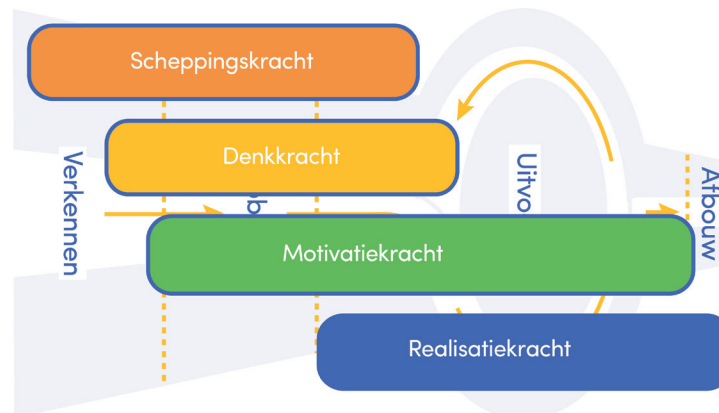 Scheppingskracht
Denkkracht
Verkennen
Uitvo
Afbouw
Motivatiekracht
Realisatiekracht